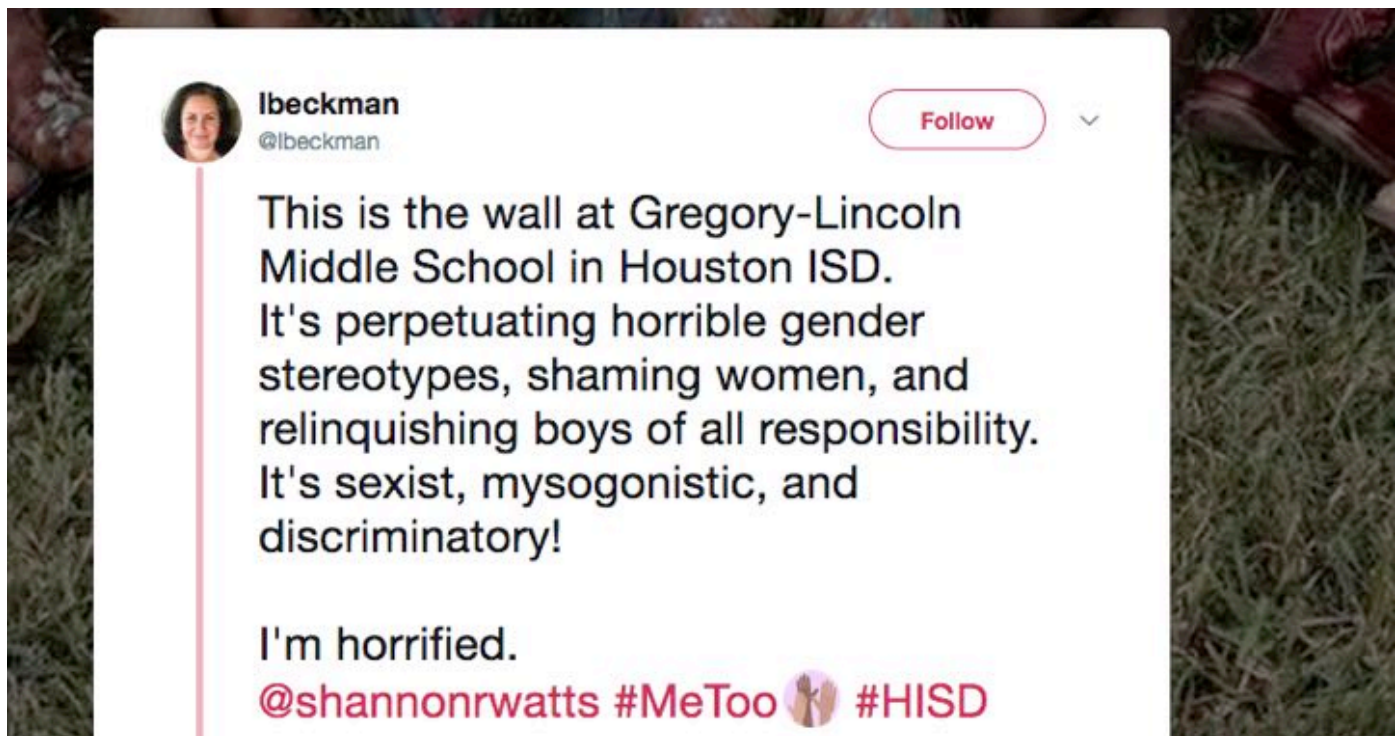 lbeckman
@lbeckman
Follow
This is the wall at Gregory-Lincoln
Middle School in Houston ISD.
It's perpetuating horrible gender
stereotypes, shaming women, and
relinquishing boys of all responsibility.
It's sexist, mysogonistic, and
discriminatory!
I'm horrified.
@shannonrwatts #MeToo #HISD